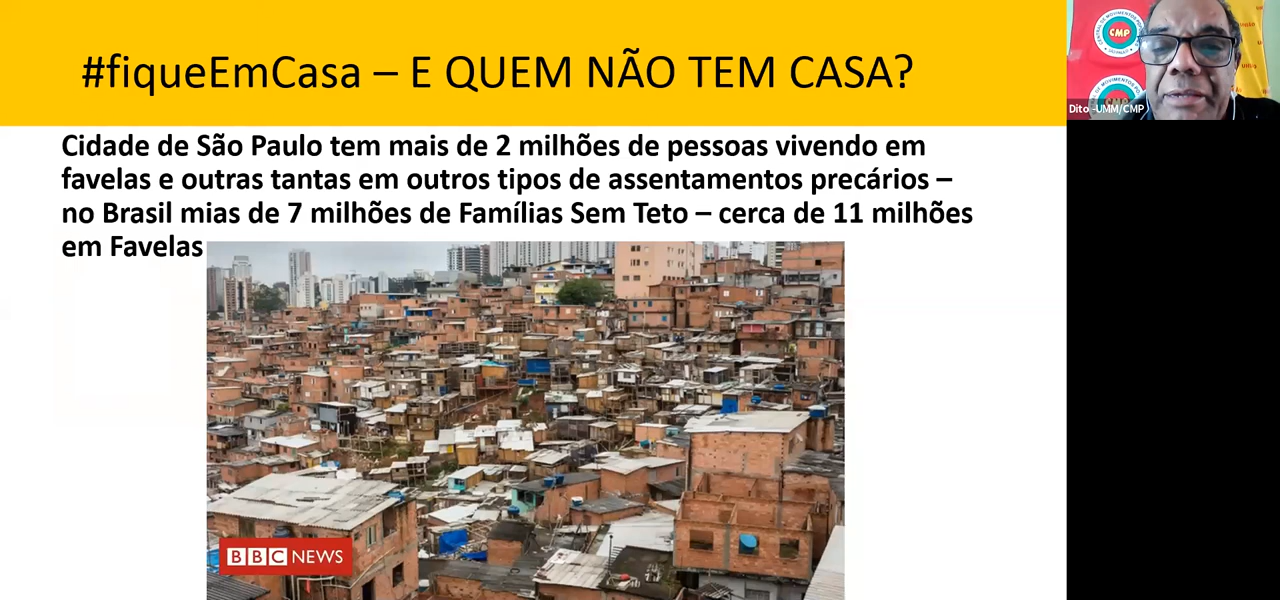 #fiqueEmCasa – E QUEM NÃO TEM CASA?
Cidade de São Paulo tem mais de 2 milhões de pessoas vivendo em
favelas e outras tantas em outros tipos de assentamentos precários –
no Brasil mias de 7 milhões de Famílias Sem Teto – cerca de 11 milhões
em Favelas
BBC NEWS
CMP
Dito -UMM/CMP